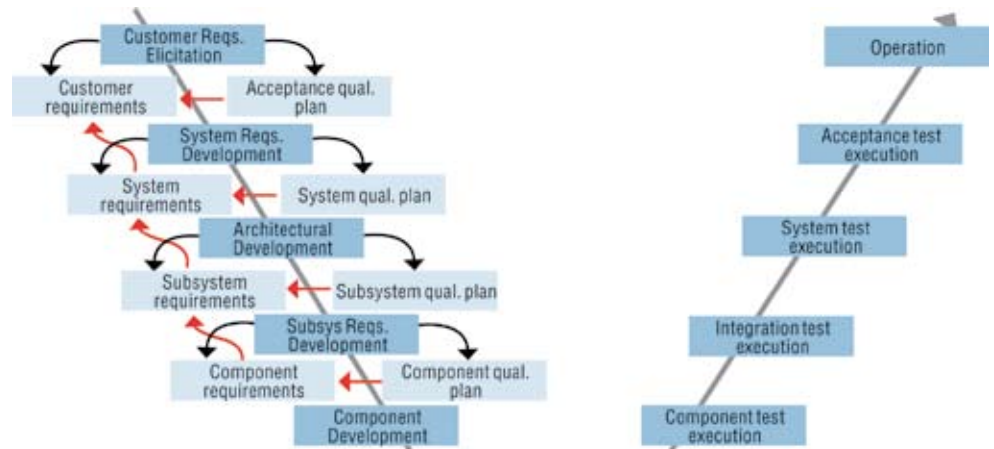 Customer Reqs.
Elicitation
Operation
Customer
requirements
Acceptance qual.
plan
System Reqs.
Development
Acceptance test
execution
System
requirements
System qual. plan
Architectural
Development
System test
execution
Subsystem
requirements
Subsystem qual. plan
Subsys Reqs.
Development
Integration test
execution
Component
requirements
Component qual.
plan
Component
Development
Component test
execution